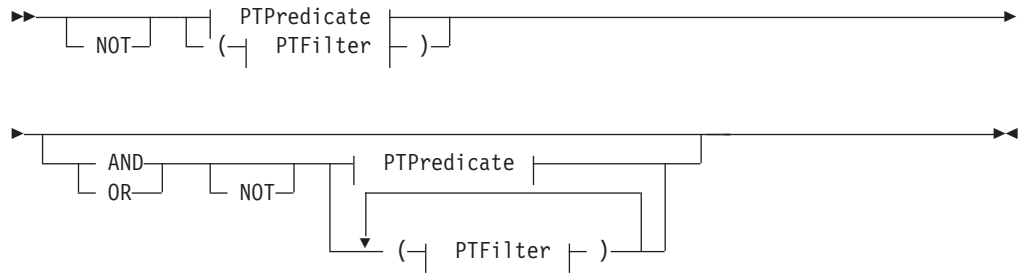 PTPredicate
NOT ( PTFilter )
AND PTPredicate
OR NOT
( PTFilter )